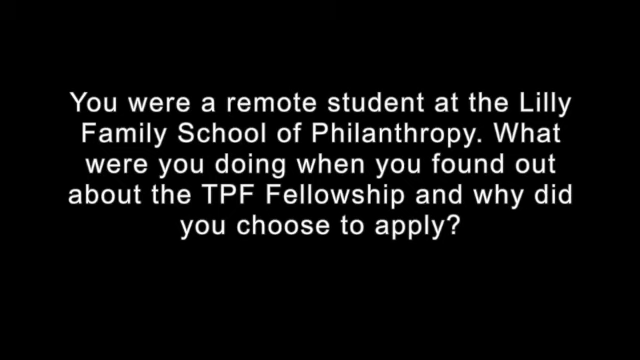 You were a remote student at the Lilly
Family School of Philanthropy. What
were you doing when you found out
about the TPF Fellowship and why did
you choose to apply?